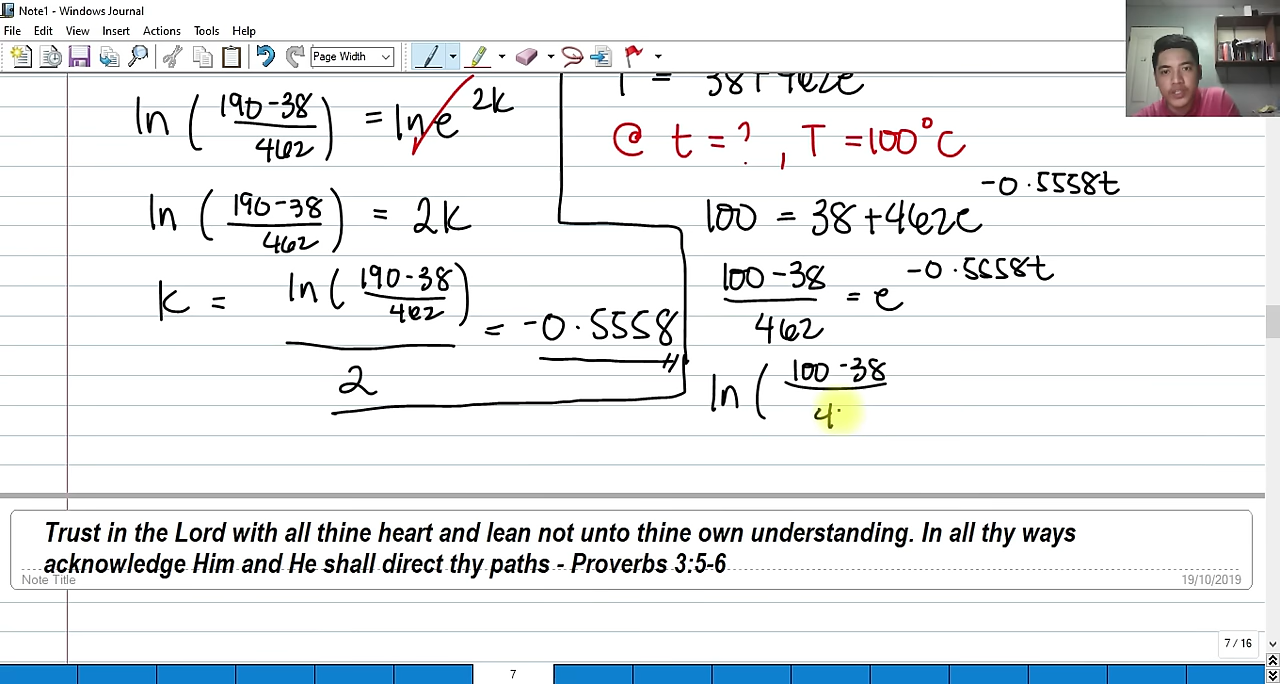 Note1 - Windows Journal
File Edit View Insert Actions Tools Help
Page Width
ln (190-38/462) = ln e^2k
ln (190-38/462) = 2k
k = ln (190-38/462)/2 = -0.5558
T = 38+462e
@ t = ?, T = 100°C
100 = 38+462e^-0.5558t
100-38/462 = e^-0.5558t
ln (100-38/4
Trust in the Lord with all thine heart and lean not unto thine own understanding. In all thy ways
acknowledge Him and He shall direct thy paths - Proverbs 3:5-6
Note Title
19/10/2019
7 / 16
7